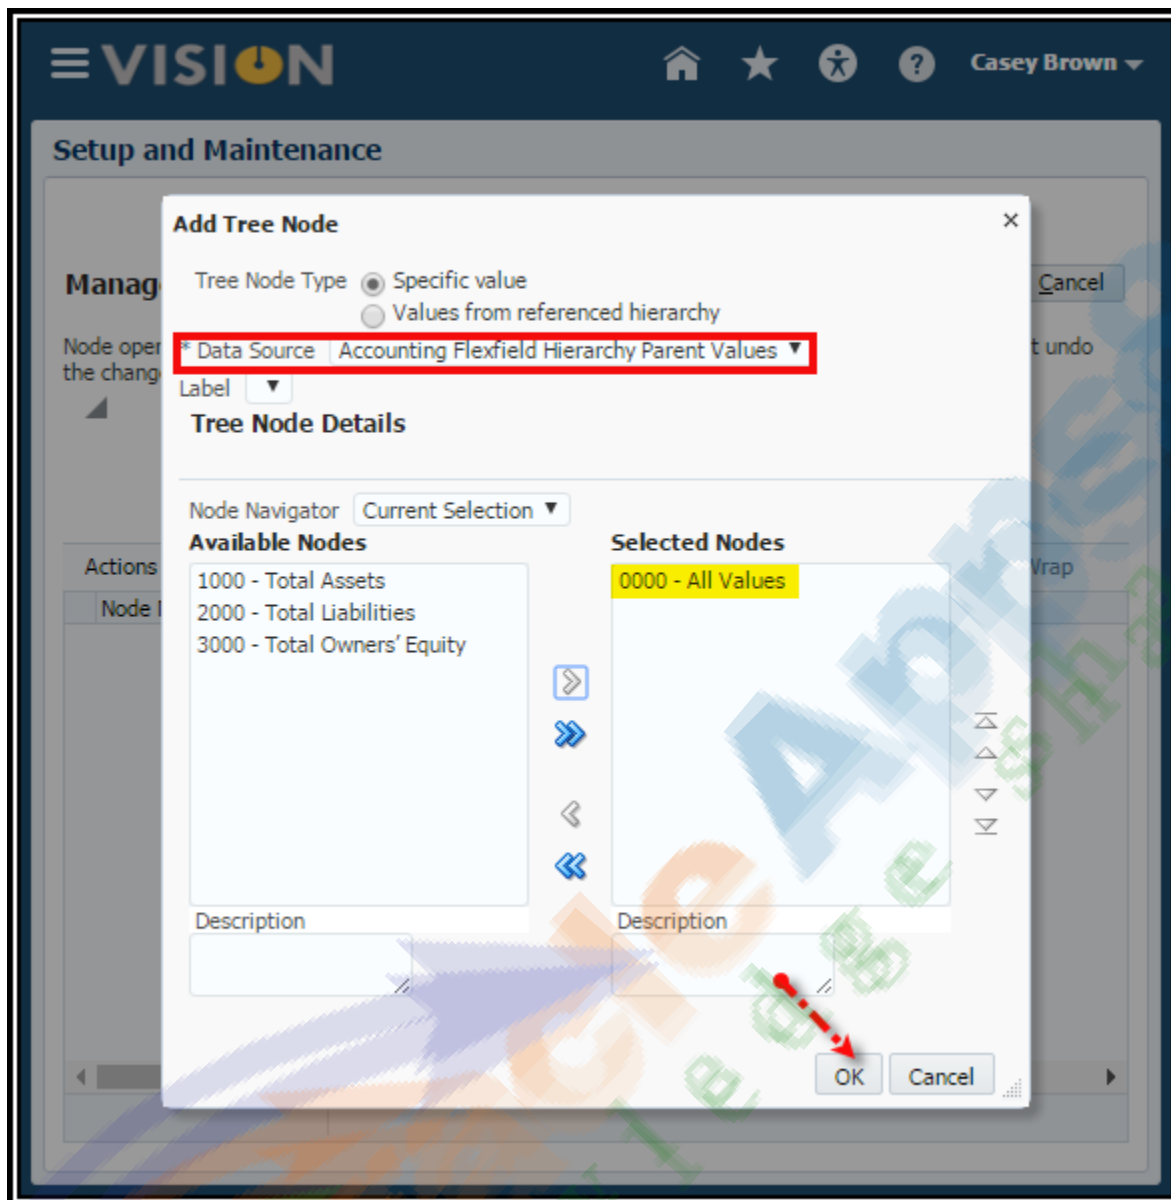 VISION
Casey Brown
Setup and Maintenance
Add Tree Node
Manag
Cancel
Tree Node Type Specific value
Values from referenced hierarchy
Node oper
t undo
the chang
* Data Source Accounting Flexfield Hierarchy Parent Values
Label
Tree Node Details
Node Navigator Current Selection
Available Nodes Selected Nodes
Actions
Wrap
1000 - Total Assets
0000 - All Values
Node
2000 - Total Liabilities
3000 - Total Owners' Equity
Description Description
OK Cancel